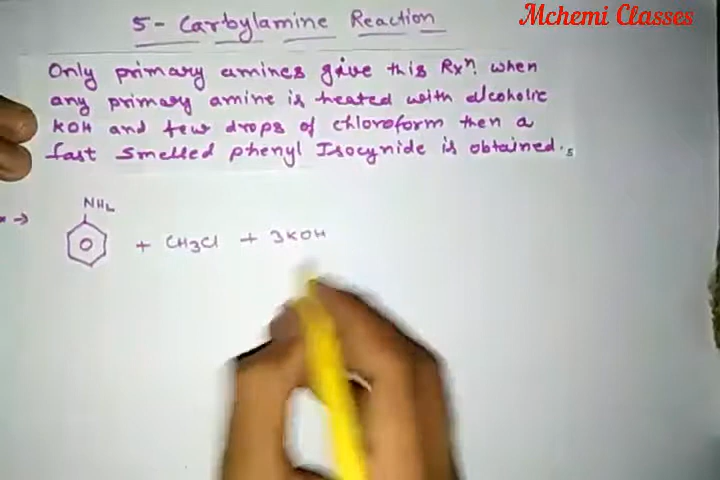 Mchemi Classes
5 - Carbylamine Reaction
Only primary amines give this Rxn. when
any primary amine is heated with alcoholic
KOH and few drops of chloroform then a
fast smelled phenyl Isocynide is obtained.
NH2
+ CH3Cl + 3KOH